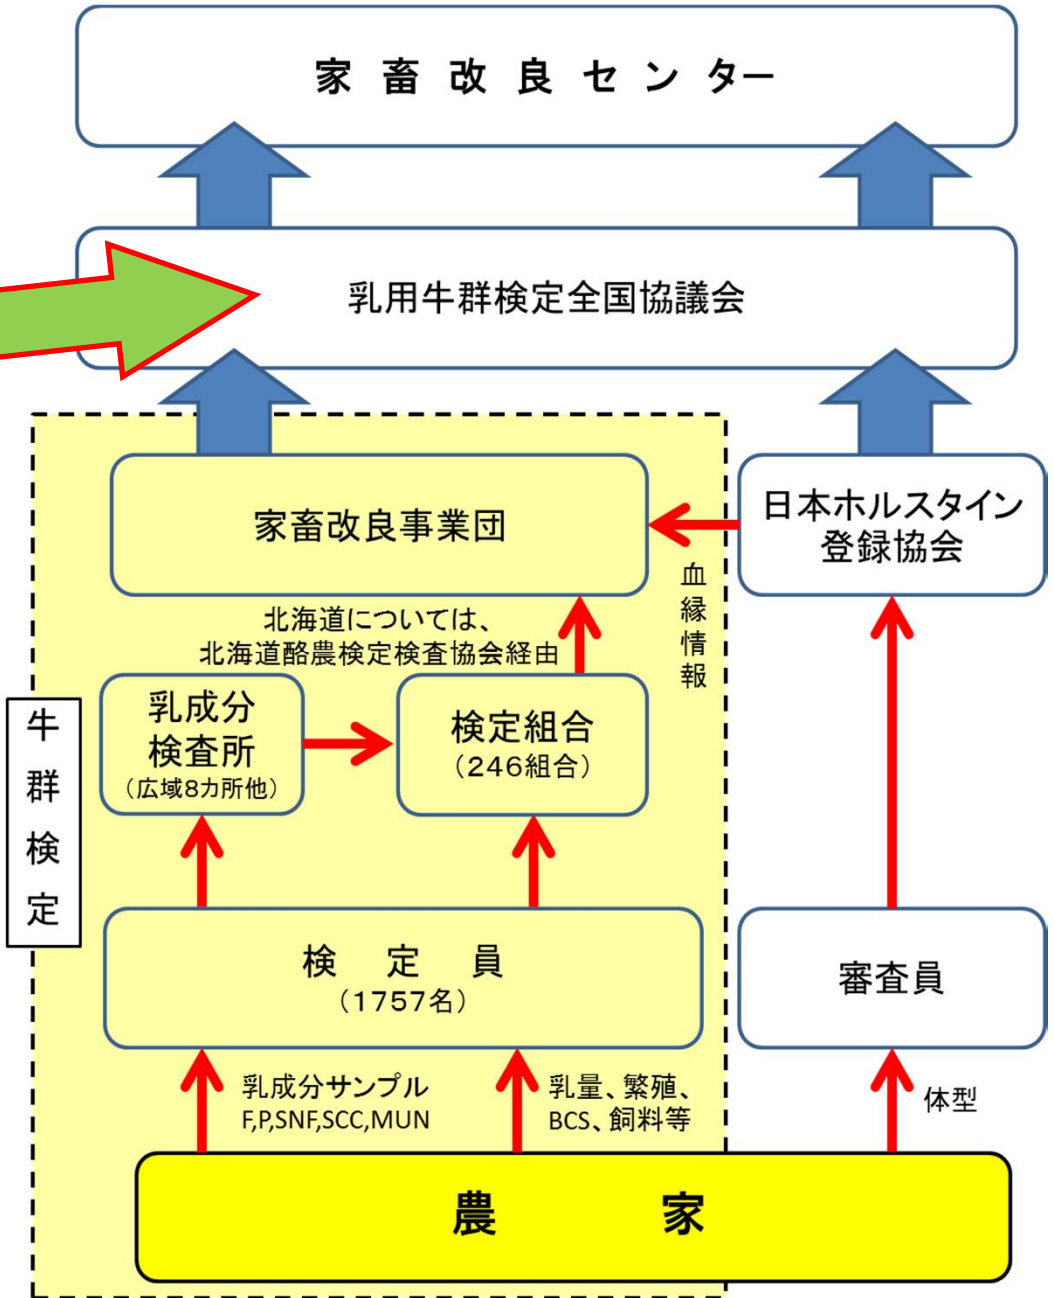 家畜改良センター
乳用牛群検定全国協議会
家畜改良事業団
日本ホルスタイン
登録協会
血縁情報
北海道については、
北海道酪農検定検査協会経由
乳成分
検査所
(広域8カ所他)
検定組合
(246組合)
牛群検定
検定員
(1757名)
審査員
乳成分サンプル
F,P,SNF,SCC,MUN
乳量、繁殖、
BCS、飼料等
体型
農家